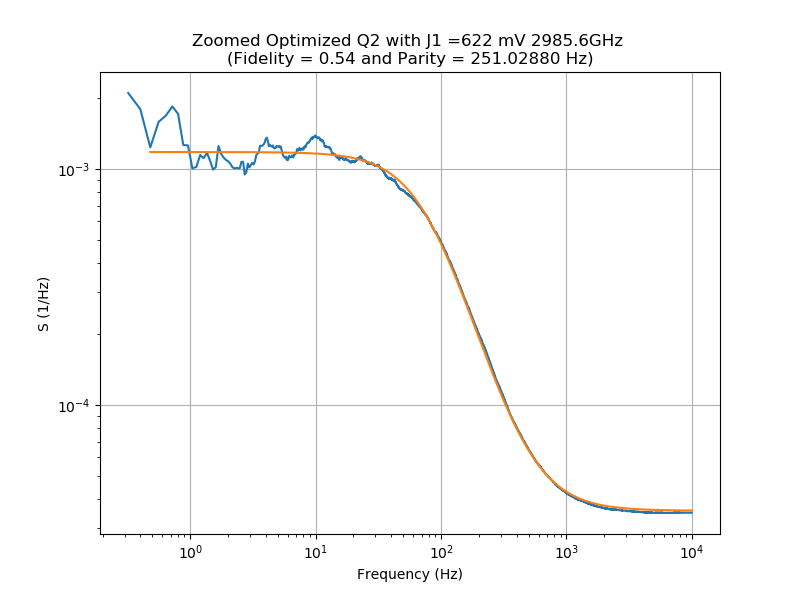 Zoomed Optimized Q2 with J1 =622 mV 2985.6GHz
(Fidelity = 0.54 and Parity = 251.02880 Hz)
S (1/Hz)
10⁻³
10⁻⁴
10⁰ 10¹ 10² 10³ 10⁴
Frequency (Hz)